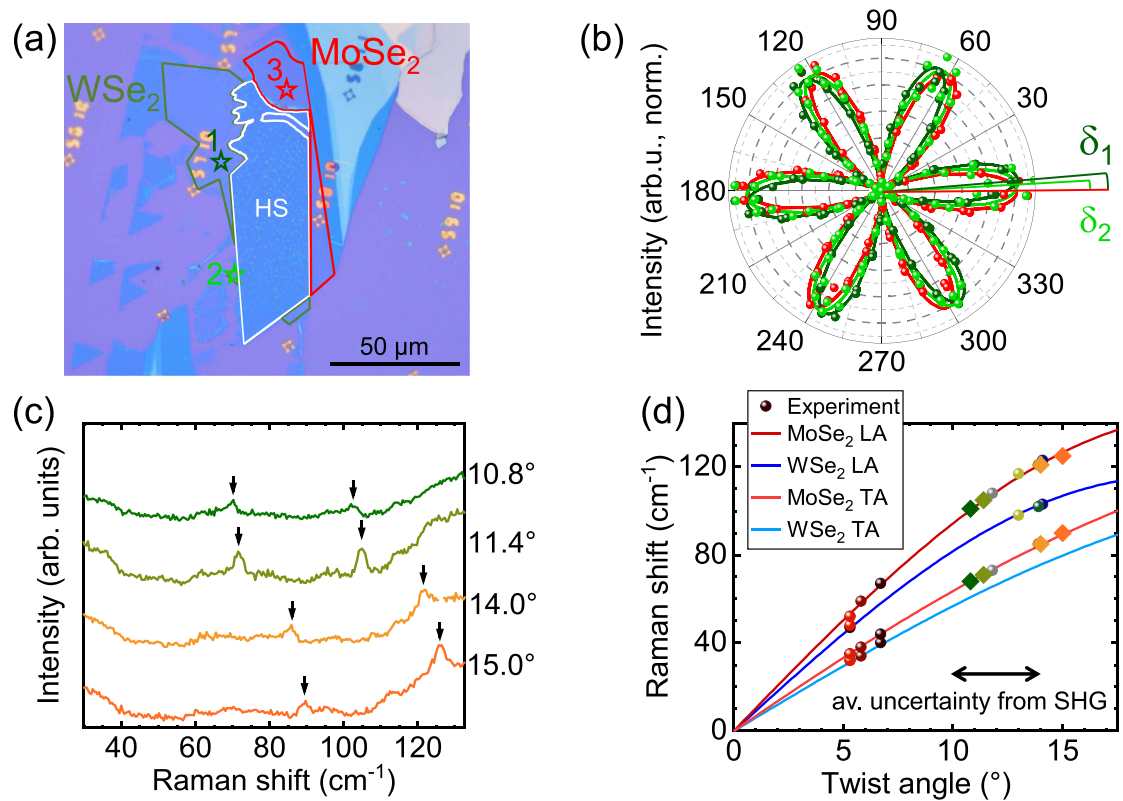 (a)
WSe2
MoSe2
3
1
2
HS
50 µm
(b)
Intensity (arb.u., norm.)
90
60
30
120
150
180
210
240
270
300
330
δ1
δ2
(c)
Intensity (arb. units)
10.8°
11.4°
14.0°
15.0°
40 60 80 100 120
Raman shift (cm-1)
(d)
Experiment
MoSe2 LA
WSe2 LA
MoSe2 TA
WSe2 TA
Raman shift (cm-1)
120
80
40
0
av. uncertainty from SHG
0 5 10 15
Twist angle (°)